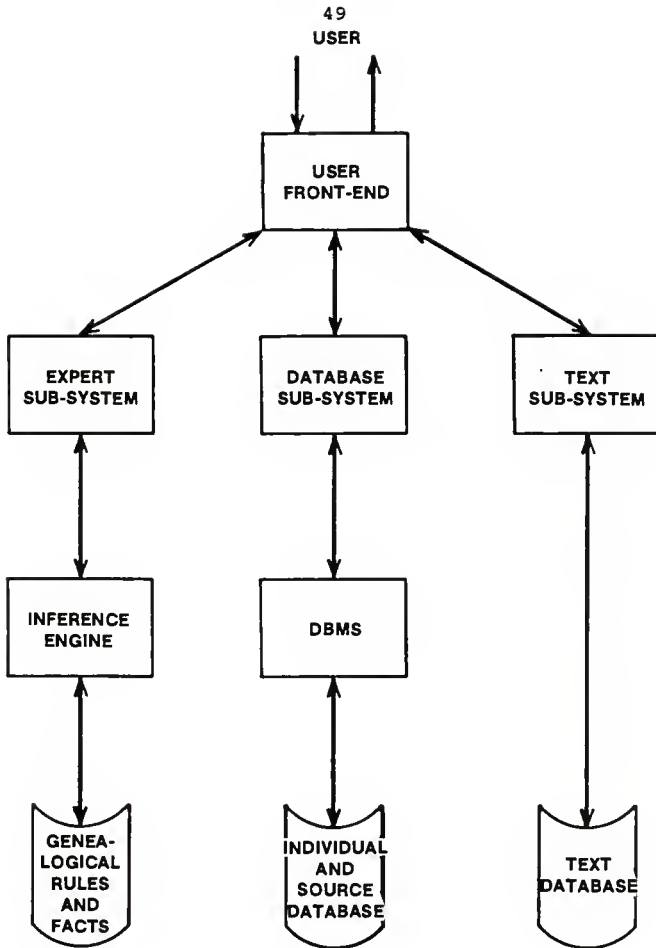 49
USER
USER
FRONT-END
EXPERT
SUB-SYSTEM
DATABASE
SUB-SYSTEM
TEXT
SUB-SYSTEM
INFERENCE
ENGINE
DBMS
GENEA-
LOGICAL
RULES
AND
FACTS
INDIVIDUAL
AND
SOURCE
DATABASE
TEXT
DATABASE